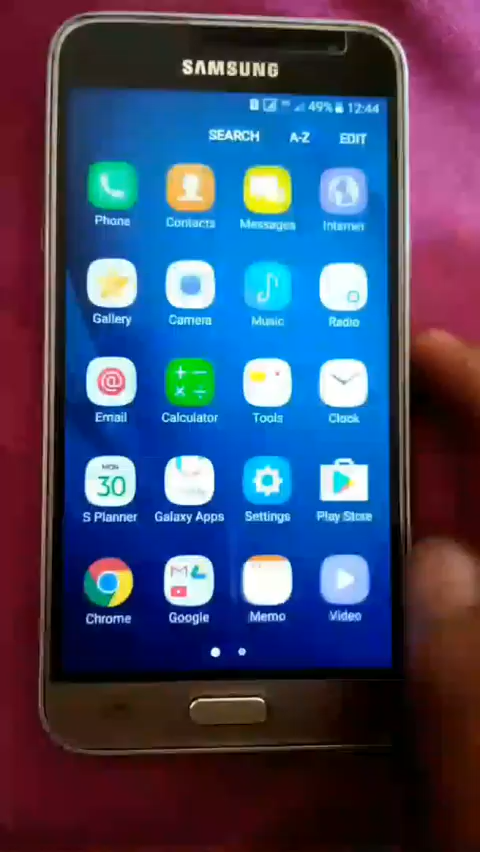 SAMSUNG
49% 12:44
SEARCH A-Z EDIT
Phone Contacts Messages Internet
Gallery Camera Music Radio
@
Email Calculator Tools Clock
MON
30
S Planner Galaxy Apps Settings Play Store
M
Chrome Google Memo Video